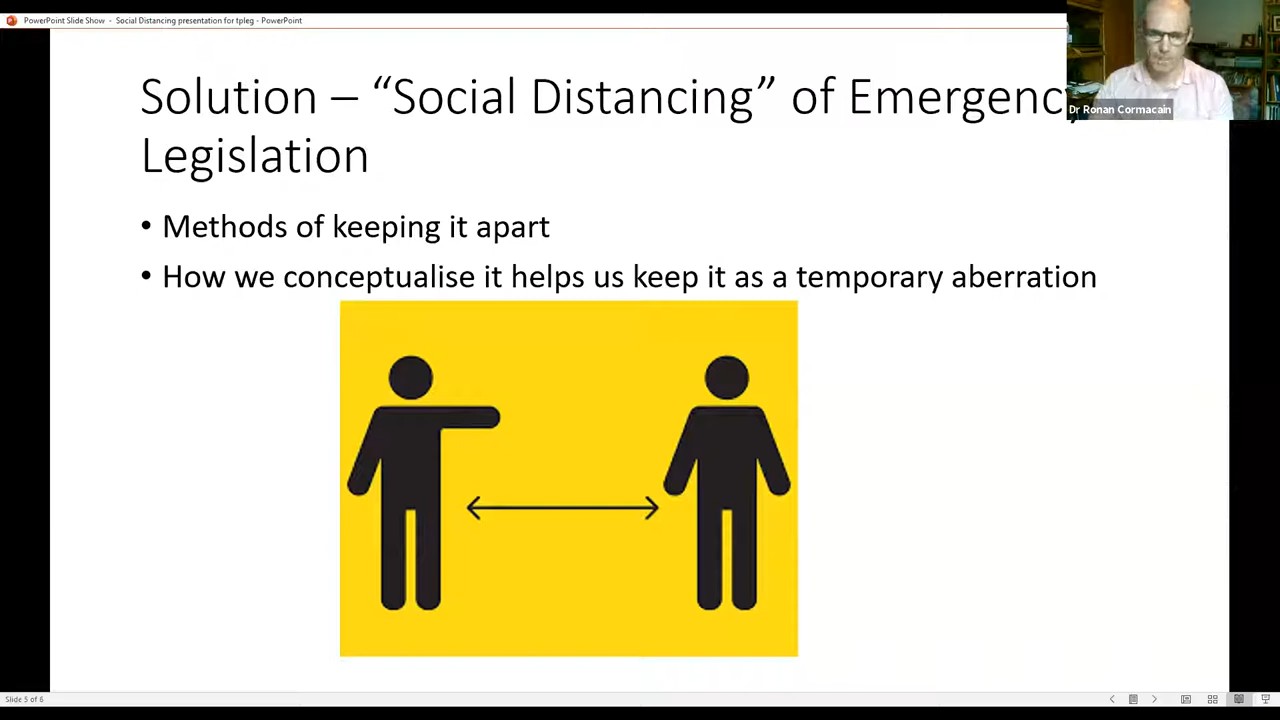 PowerPoint Slide Show - Social Distancing presentation for tpleg - PowerPoint
Solution – “Social Distancing” of Emergency
Legislation
Dr Ronan Cormacain
• Methods of keeping it apart
• How we conceptualise it helps us keep it as a temporary aberration
Slide 5 of 6